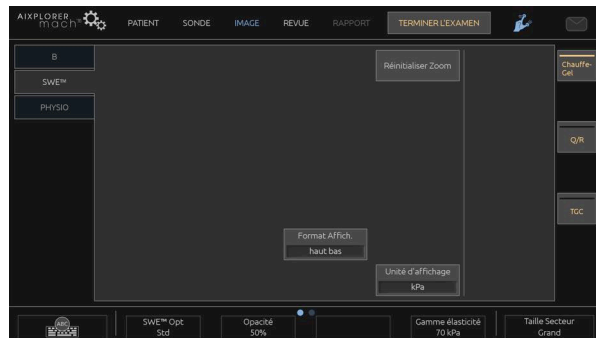 AIXPLORER
mach
PATIENT SONDE IMAGE REVUE RAPPORT TERMINER L'EXAMEN
B
SWE™
PHYSIO
Réinitialiser Zoom
Chauffe-
Gel
Q/R
TGC
Format Affich.
haut bas
Unité d'affichage
kPa
ABC
SWE™ Opt
Std
Opacité
50%
Gamme élasticité
70 kPa
Taille Secteur
Grand